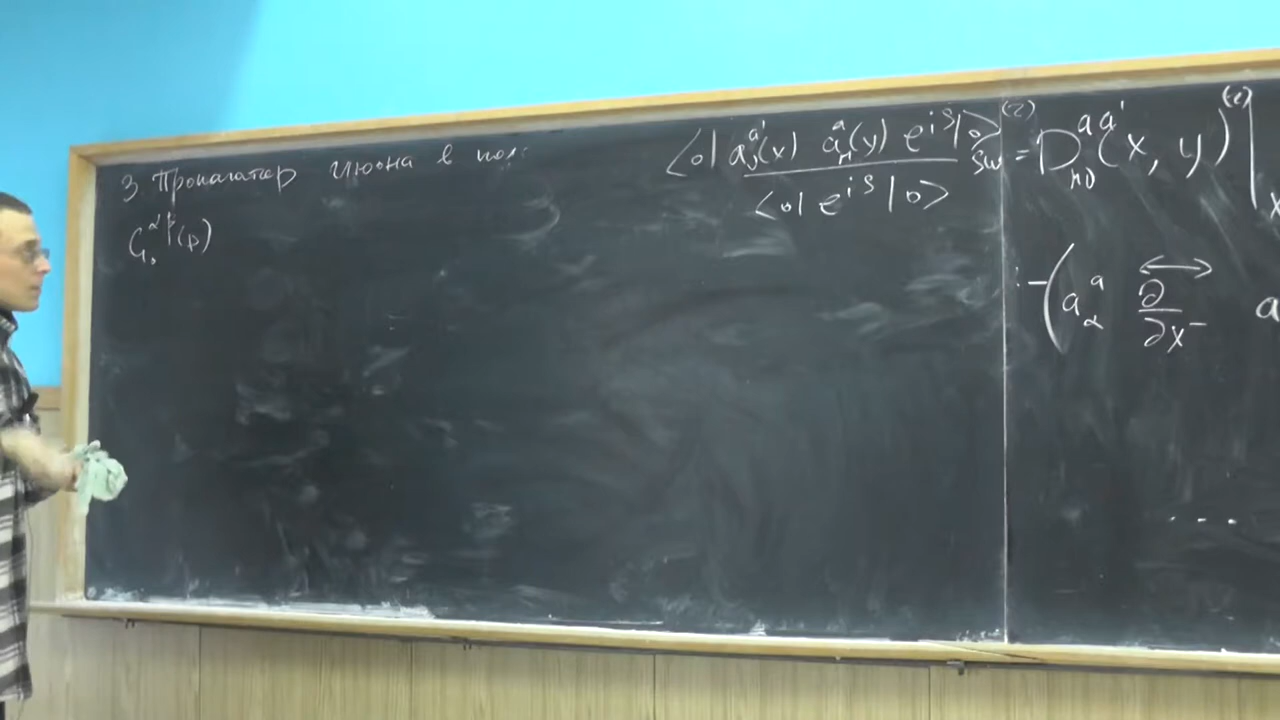 3 Пропагатор глюона в пол
G₀^{αβ}(p)
<0| a_ν^{a'}(x) a_μ^a(y) e^{iS} |0>
<0| e^{iS} |0>
SW
(2)
= D_{μν}^{aa'}(x, y)
(2)
x
-( a_α^a ∂/∂x⁻ a
. . .